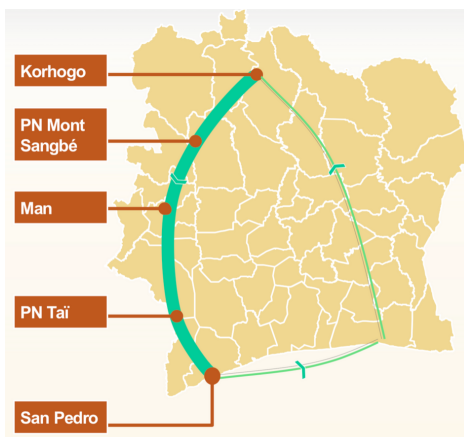 Korhogo
PN Mont
Sangbé
Man
PN Taï
San Pedro